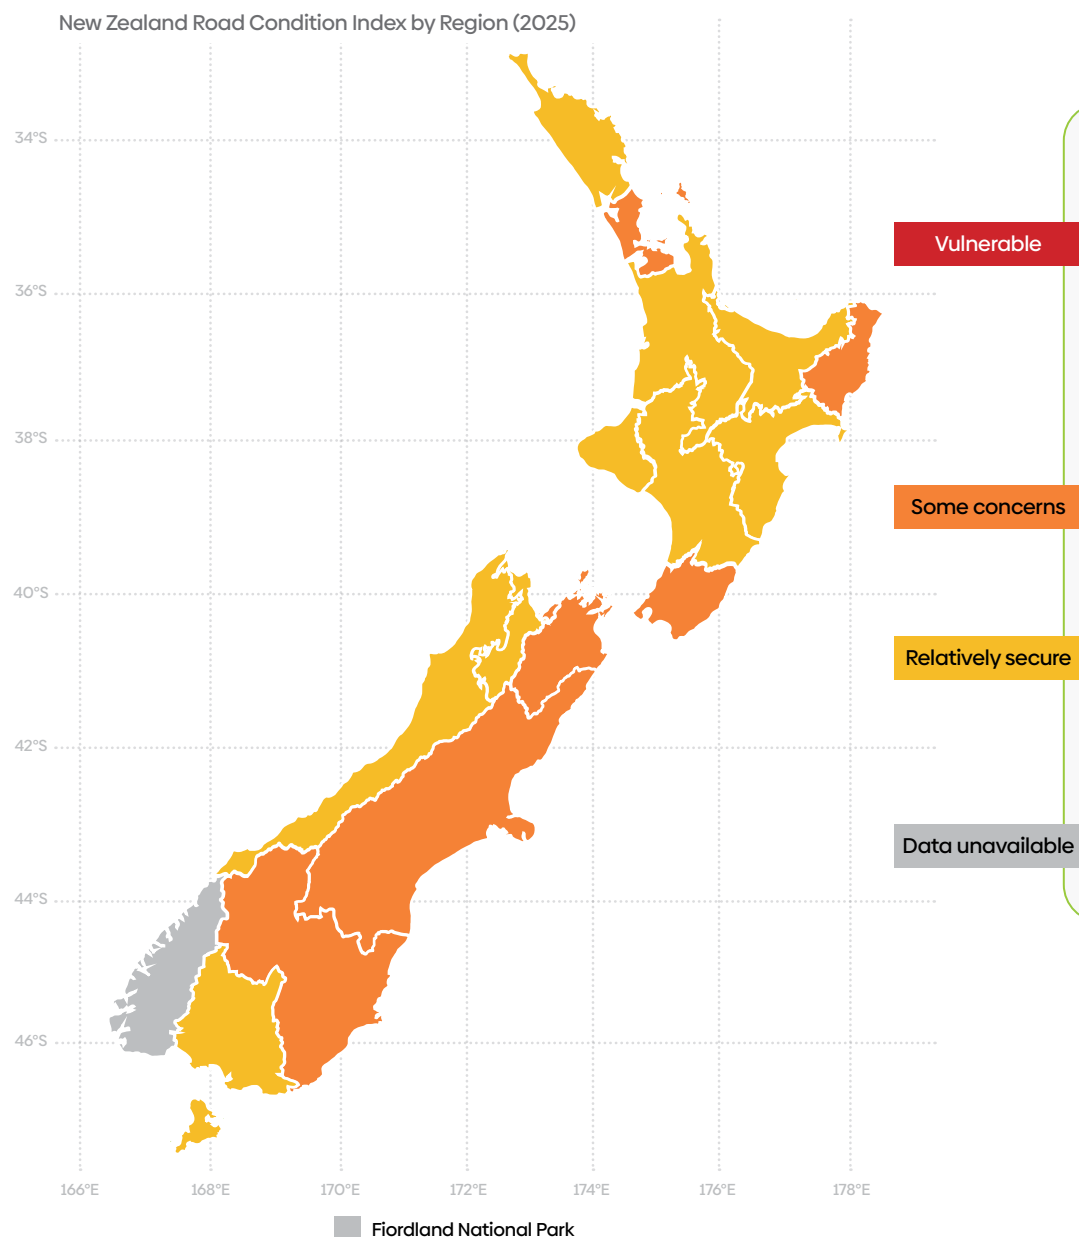 New Zealand Road Condition Index by Region (2025)
34°S
36°S
38°S
40°S
42°S
44°S
46°S
166°E
168°E
170°E
172°E
174°E
176°E
178°E
Vulnerable
Some concerns
Relatively secure
Data unavailable
Fiordland National Park